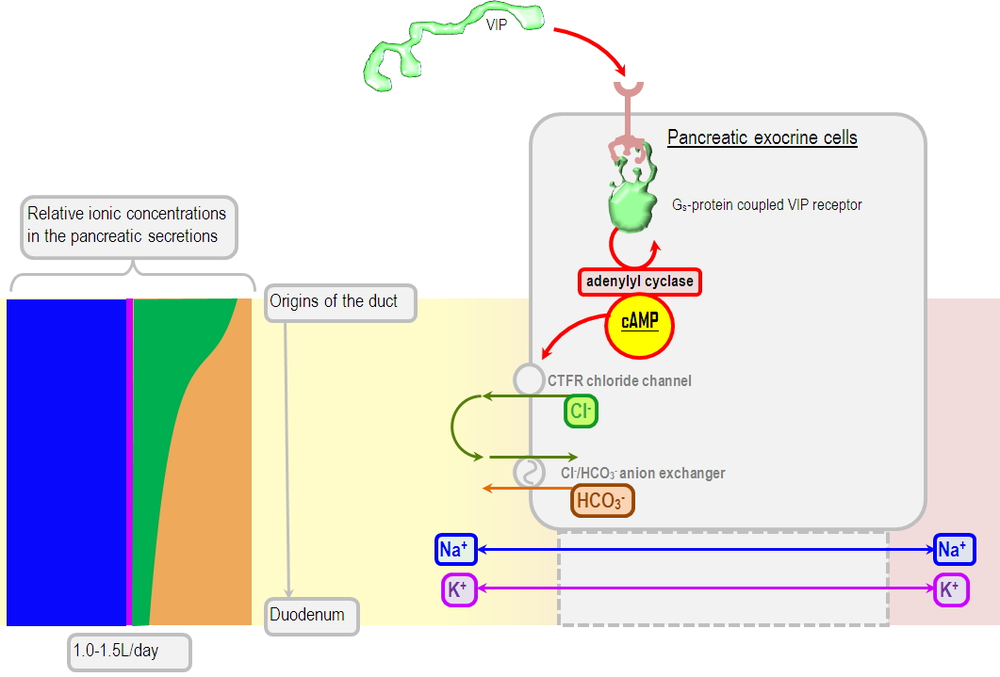 VIP
Pancreatic exocrine cells
Gs-protein coupled VIP receptor
Relative ionic concentrations
in the pancreatic secretions
adenylyl cyclase
Origins of the duct
cAMP
CTFR chloride channel
Cl-
Cl-/HCO3- anion exchanger
HCO3-
Na+
Na+
K+
K+
Duodenum
1.0-1.5L/day